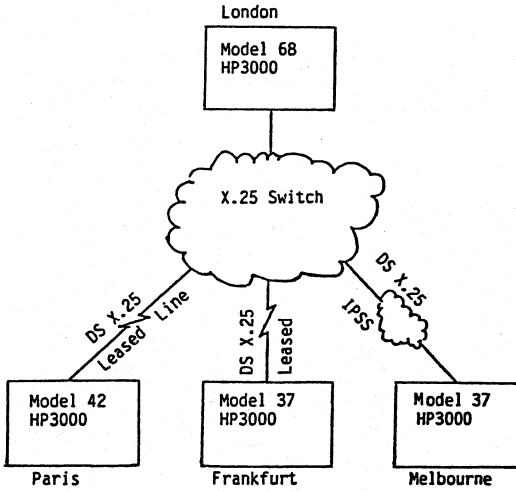 London
Model 68
HP3000
X.25 Switch
DS X.25
Leased Line
DS X.25
Leased
DS X.25
IPSS
Model 42
HP3000
Model 37
HP3000
Model 37
HP3000
Paris
Frankfurt
Melbourne